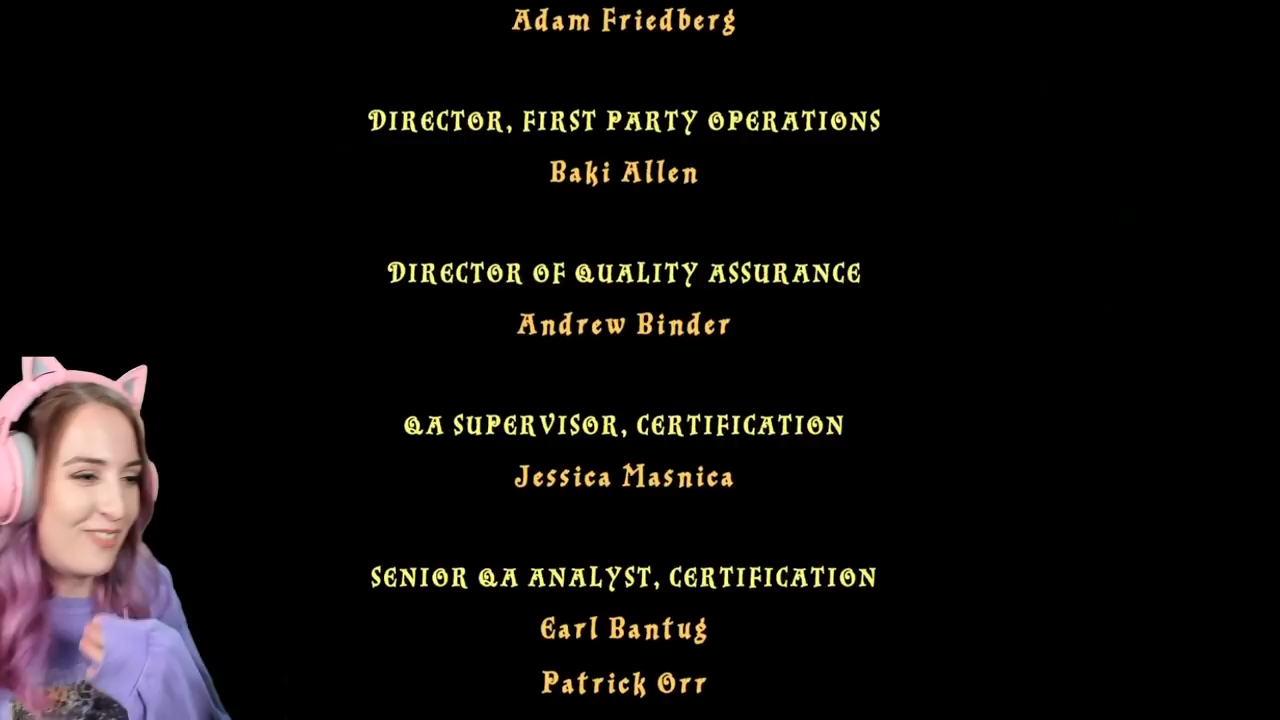 Adam Friedberg
DIRECTOR, FIRST PARTY OPERATIONS
Baki Allen
DIRECTOR OF QUALITY ASSURANCE
Andrew Binder
QA SUPERVISOR, CERTIFICATION
Jessica Masnica
SENIOR QA ANALYST, CERTIFICATION
Earl Bantug
Patrick Orr